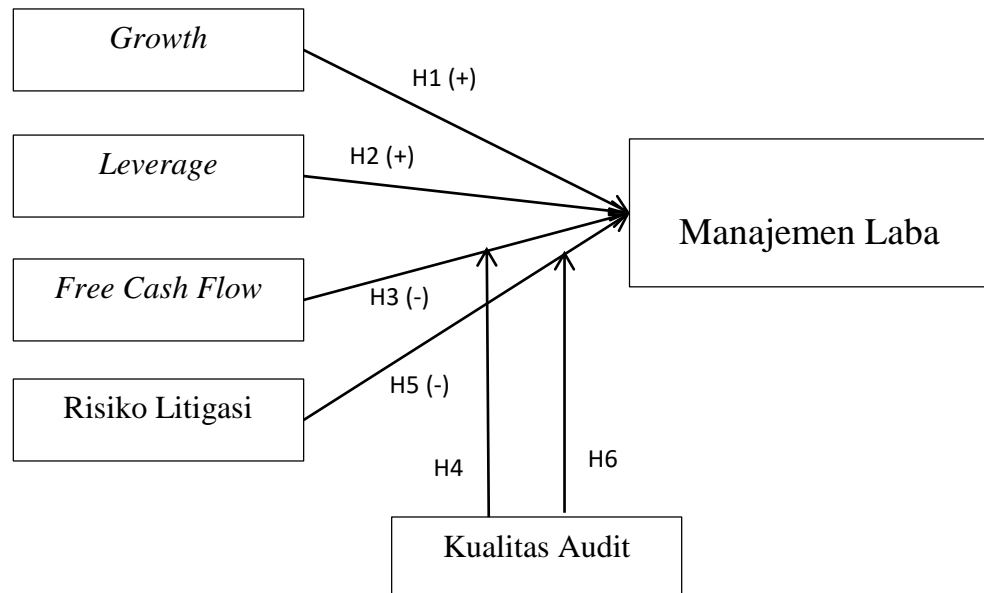 Growth
H1 (+)
Leverage
H2 (+)
Manajemen Laba
Free Cash Flow
H3 (-)
Risiko Litigasi
H5 (-)
H4
H6
Kualitas Audit